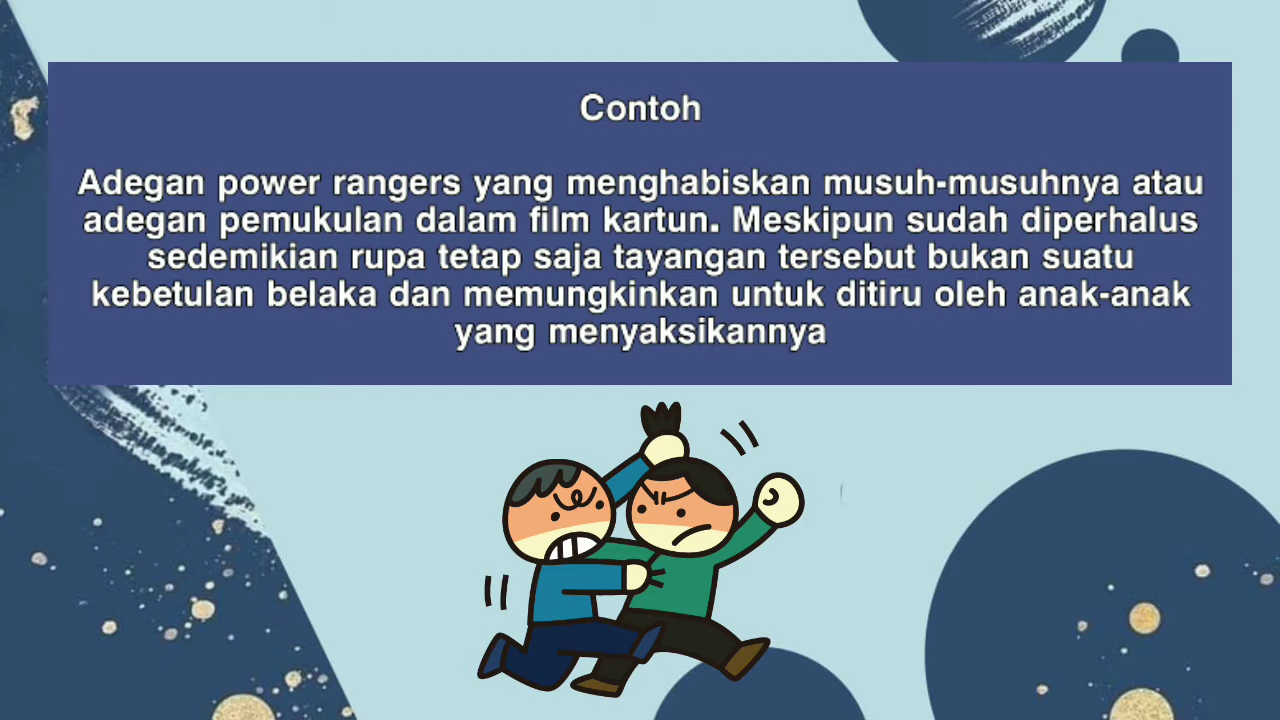 Contoh
Adegan power rangers yang menghabiskan musuh-musuhnya atau
adegan pemukulan dalam film kartun. Meskipun sudah diperhalus
sedemikian rupa tetap saja tayangan tersebut bukan suatu
kebetulan belaka dan memungkinkan untuk ditiru oleh anak-anak
yang menyaksikannya